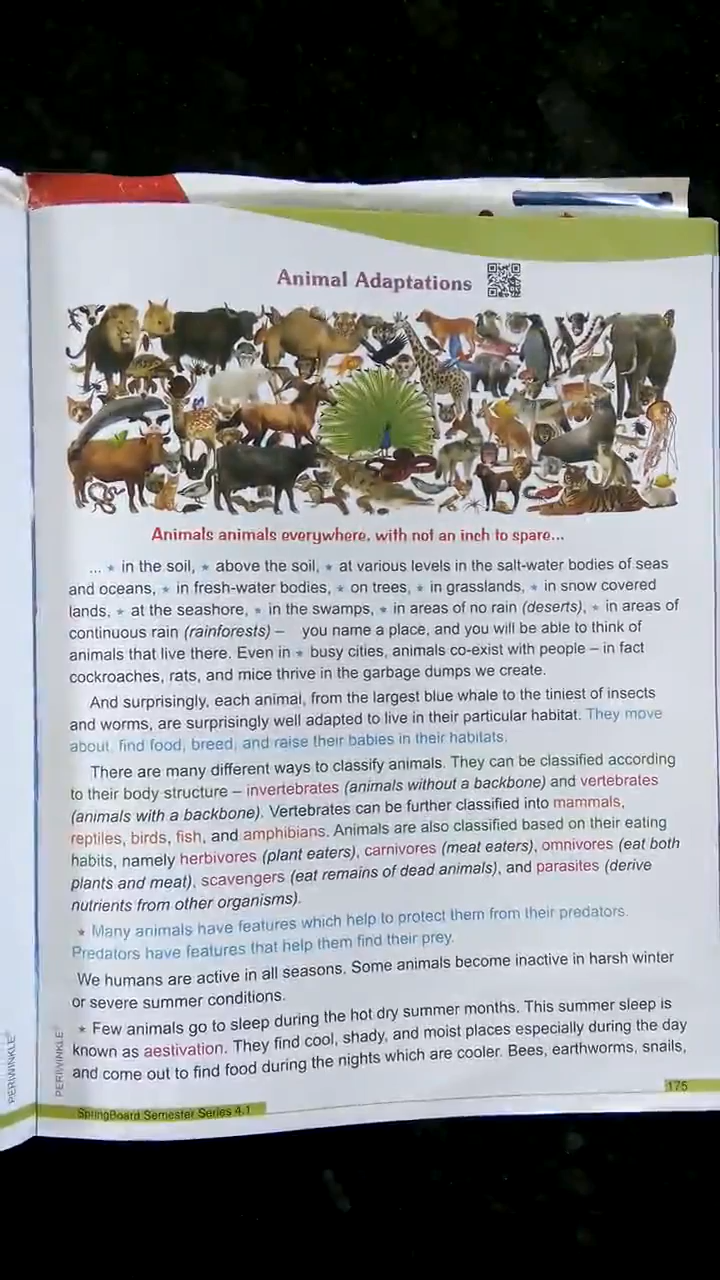 Animal Adaptations
Animals animals everywhere, with not an inch to spare...
... * in the soil, * above the soil, * at various levels in the salt-water bodies of seas
and oceans, * in fresh-water bodies, * on trees, * in grasslands, * in snow covered
lands, * at the seashore, * in the swamps, * in areas of no rain (deserts), * in areas of
continuous rain (rainforests) – you name a place, and you will be able to think of
animals that live there. Even in * busy cities, animals co-exist with people – in fact
cockroaches, rats, and mice thrive in the garbage dumps we create.
And surprisingly, each animal, from the largest blue whale to the tiniest of insects
and worms, are surprisingly well adapted to live in their particular habitat. They move
about, find food, breed, and raise their babies in their habitats.
There are many different ways to classify animals. They can be classified according
to their body structure – invertebrates (animals without a backbone) and vertebrates
(animals with a backbone). Vertebrates can be further classified into mammals,
reptiles, birds, fish, and amphibians. Animals are also classified based on their eating
habits, namely herbivores (plant eaters), carnivores (meat eaters), omnivores (eat both
plants and meat), scavengers (eat remains of dead animals), and parasites (derive
nutrients from other organisms).
* Many animals have features which help to protect them from their predators.
Predators have features that help them find their prey.
We humans are active in all seasons. Some animals become inactive in harsh winter
or severe summer conditions.
* Few animals go to sleep during the hot dry summer months. This summer sleep is
known as aestivation. They find cool, shady, and moist places especially during the day
and come out to find food during the nights which are cooler. Bees, earthworms, snails,
175
SpringBoard Semester Series 4.1
PERIWINKLE
PERIWINKLE